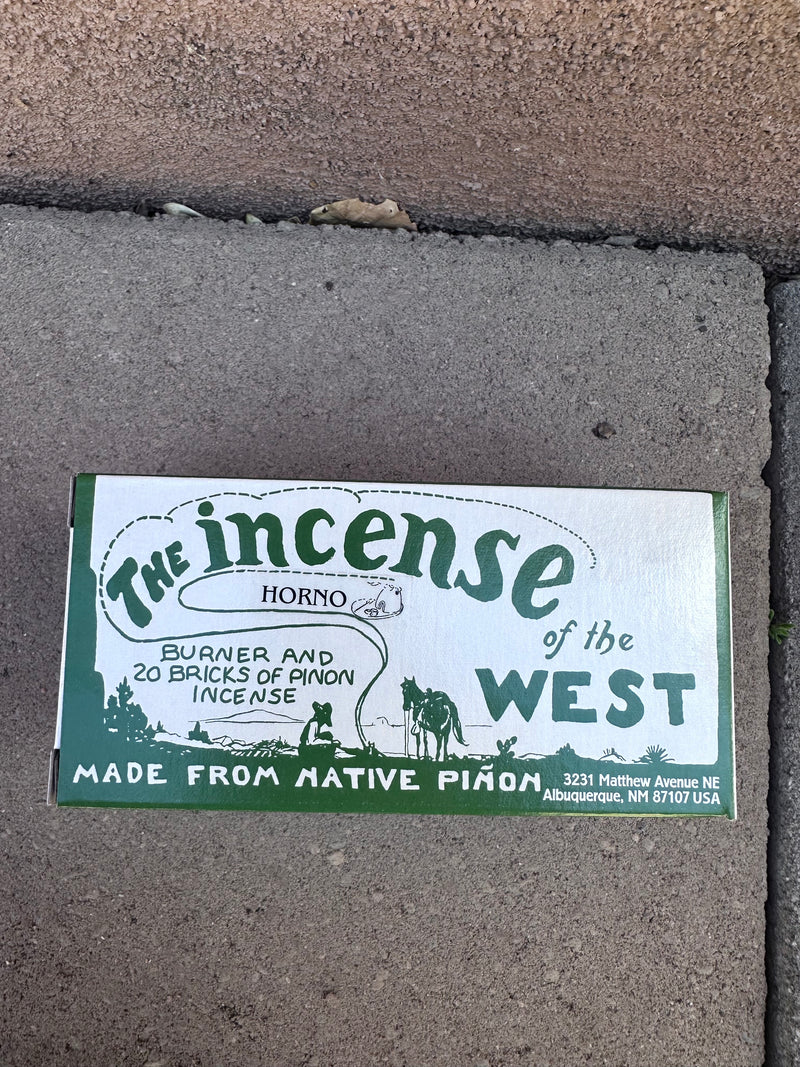 THE incense
HORNO
of the
WEST
BURNER AND
20 BRICKS OF PINON
INCENSE
MADE FROM NATIVE PIÑON
3231 Matthew Avenue NE
Albuquerque, NM 87107 USA